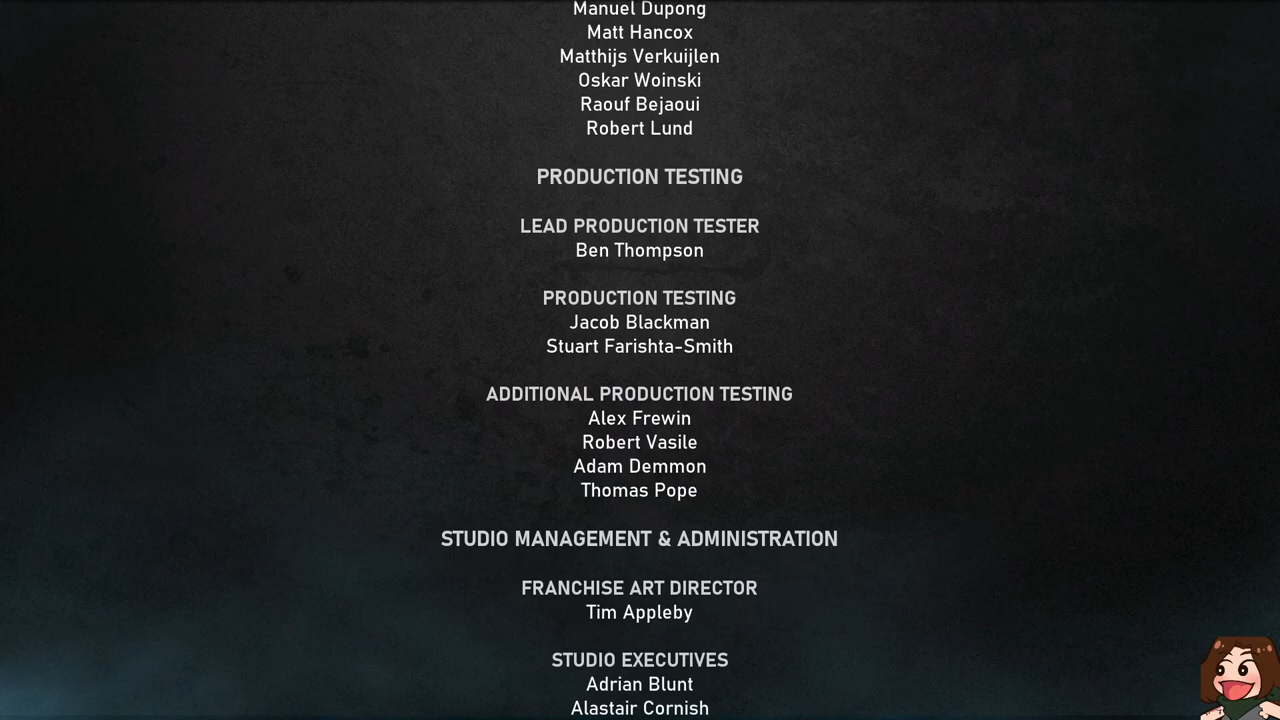 Manuel Dupong
Matt Hancox
Matthijs Verkuijlen
Oskar Woinski
Raouf Bejaoui
Robert Lund
PRODUCTION TESTING
LEAD PRODUCTION TESTER
Ben Thompson
PRODUCTION TESTING
Jacob Blackman
Stuart Farishta-Smith
ADDITIONAL PRODUCTION TESTING
Alex Frewin
Robert Vasile
Adam Demmon
Thomas Pope
STUDIO MANAGEMENT & ADMINISTRATION
FRANCHISE ART DIRECTOR
Tim Appleby
STUDIO EXECUTIVES
Adrian Blunt
Alastair Cornish